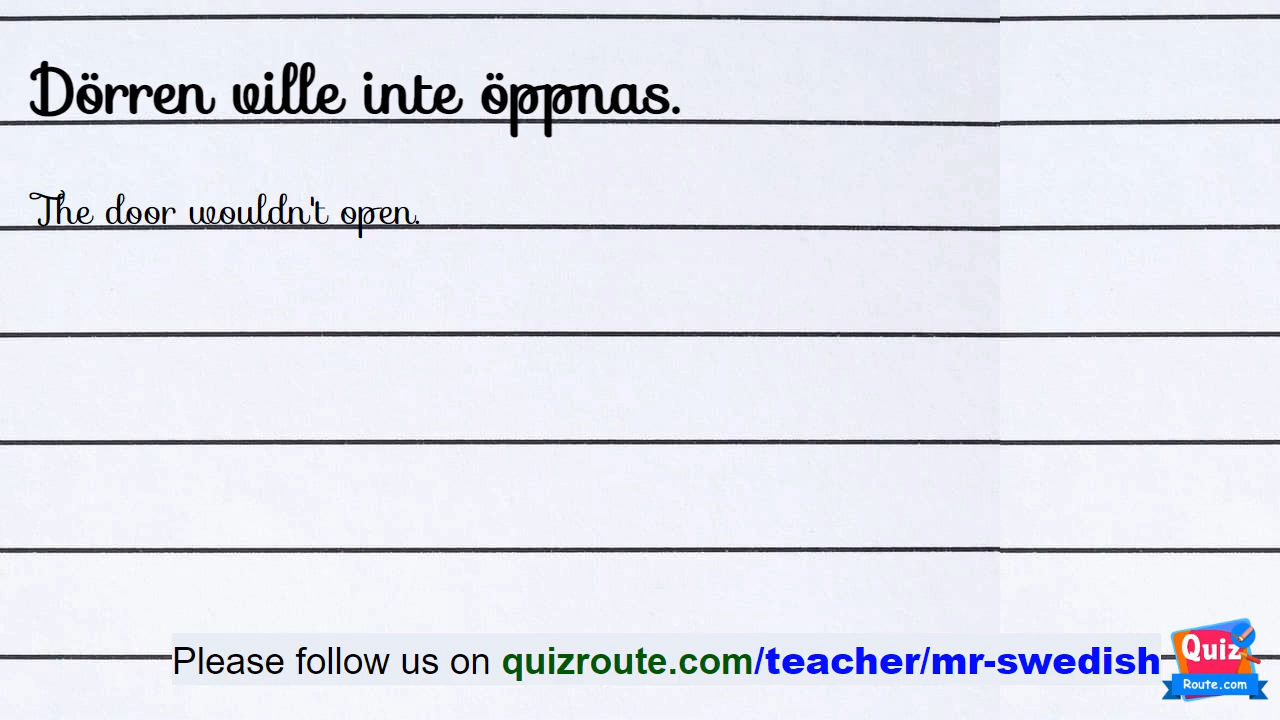 Dörren ville inte öppnas.
The door wouldn't open.
Please follow us on quizroute.com/teacher/mr-swedish
Quiz
Route.com